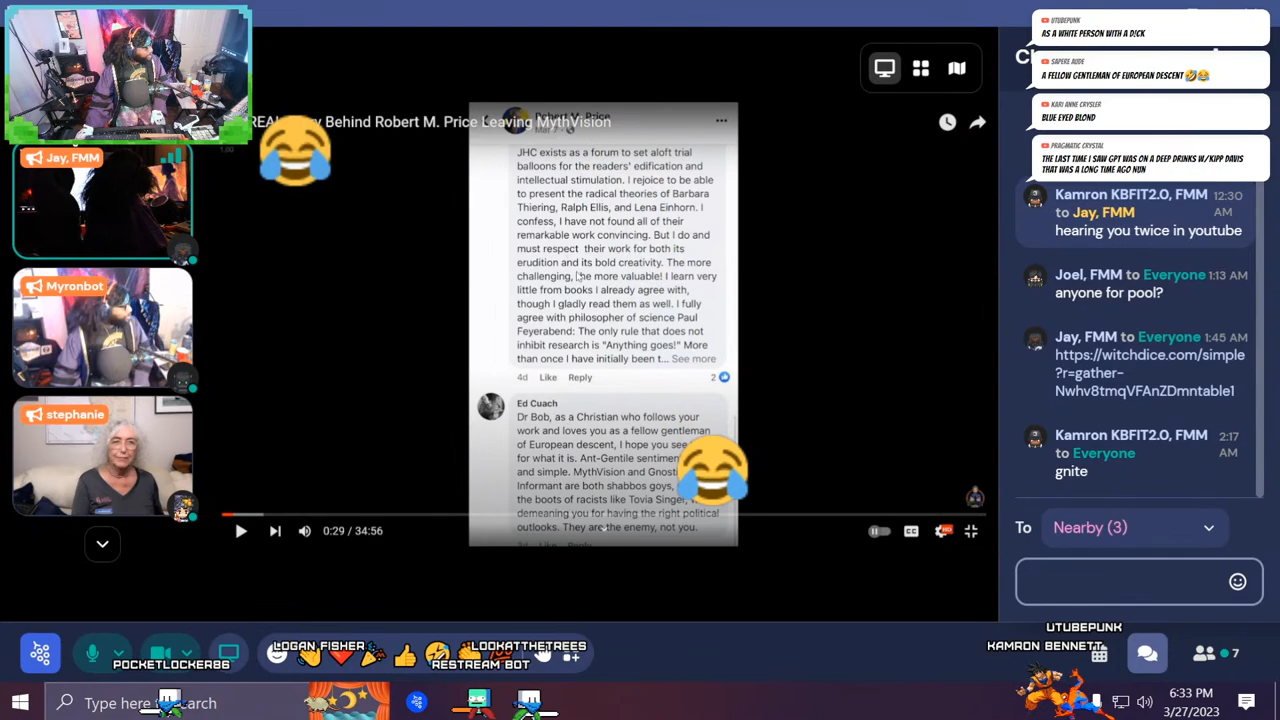 UTUBEPUNK
AS A WHITE PERSON WITH A D!CK
SAPERE AUDE
A FELLOW GENTLEMAN OF EUROPEAN DESCENT 🤣😂
KARI ANNE CRYSLER
BLUE EYED BLOND
PRAGMATIC CRYSTAL
THE LAST TIME I SAW GPT WAS ON A DEEP DRINKS W/KIPP DAVIS
THAT WAS A LONG TIME AGO NUN
Behind Robert M. Price Leaving MythVision
Jay, FMM
Myronbot
stephanie
JHC exists as a forum to set aloft trial
balloons for the readers' edification and
intellectual stimulation. I rejoice to be able
to present the radical theories of Barbara
Thiering, Ralph Ellis, and Lena Einhorn. I
confess, I have not found all of their
remarkable work convincing. But I do and
must respect their work for both its
erudition and its bold creativity. The more
challenging, the more valuable! I learn very
little from books I already agree with,
though I gladly read them as well. I fully
agree with philosopher of science Paul
Feyerabend: The only rule that does not
inhibit research is "Anything goes!" More
than once I have initially been t... See more
4d Like Reply 2
Ed Cuach
Dr Bob, as a Christian who follows your
work and loves you as a fellow gentleman
of European descent, I hope you see
for what it is. Ant-Gentile
and simple. MythVision and
Informant are both shabbos goys,
the boots of racists like Tovia Singer,
demeaning you for having the right political
outlooks. They are the enemy, not you.
0:29 / 34:56
CC
HD
Kamron KBFIT2.0, FMM 12:30
to Jay, FMM AM
hearing you twice in youtube
Joel, FMM to Everyone 1:13 AM
anyone for pool?
Jay, FMM to Everyone 1:45 AM
https://witchdice.com/simple
?r=gather-
Nwhv8tmqVFAnZDmntable1
Kamron KBFIT2.0, FMM 2:17
to Everyone AM
gnite
To Nearby (3)
UTUBEPUNK
KAMRON BENNETT
LOGAN FISHER
LOOKATTHETREES
POCKETLOCKER86
RESTREAM BOT
7
Type here search
6:33 PM
3/27/2023